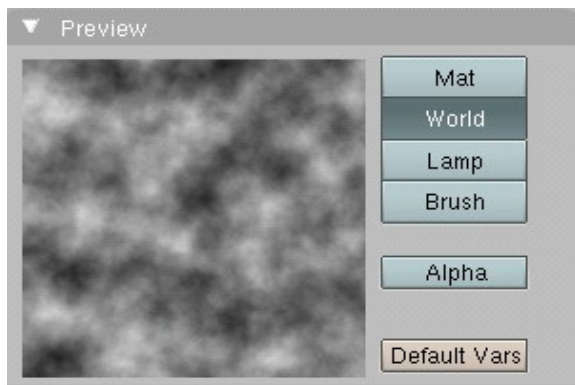 Preview
Mat
World
Lamp
Brush
Alpha
Default Vars